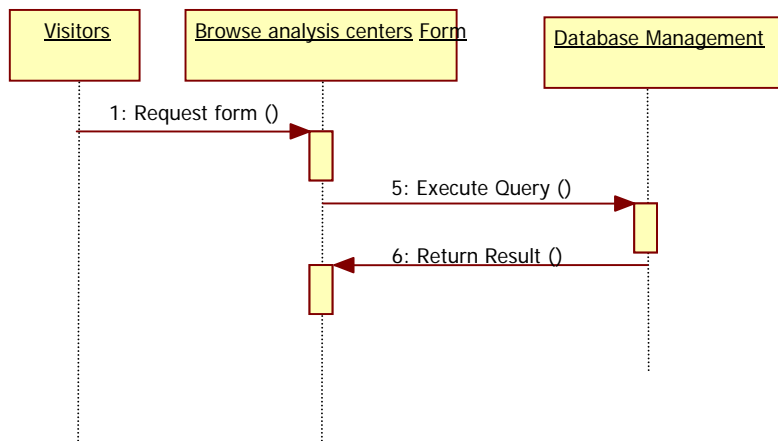 Visitors
Browse analysis centers Form
Database Management
1: Request form ()
5: Execute Query ()
6: Return Result ()